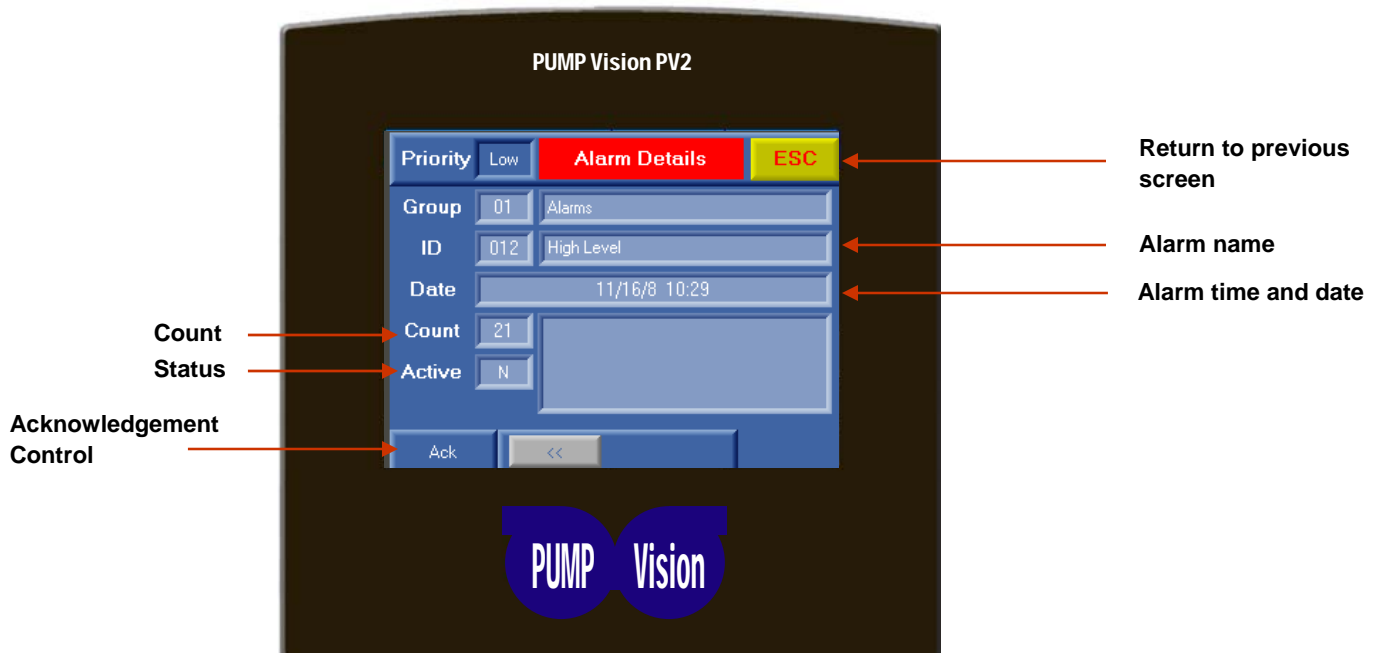 PUMP Vision PV2
Priority Low Alarm Details ESC
Return to previous
screen
Group 01 Alarms
ID 012 High Level
Alarm name
Date 11/16/8 10:29
Alarm time and date
Count
Count 21
Status
Active N
Acknowledgement
Control
Ack <<
PUMP Vision